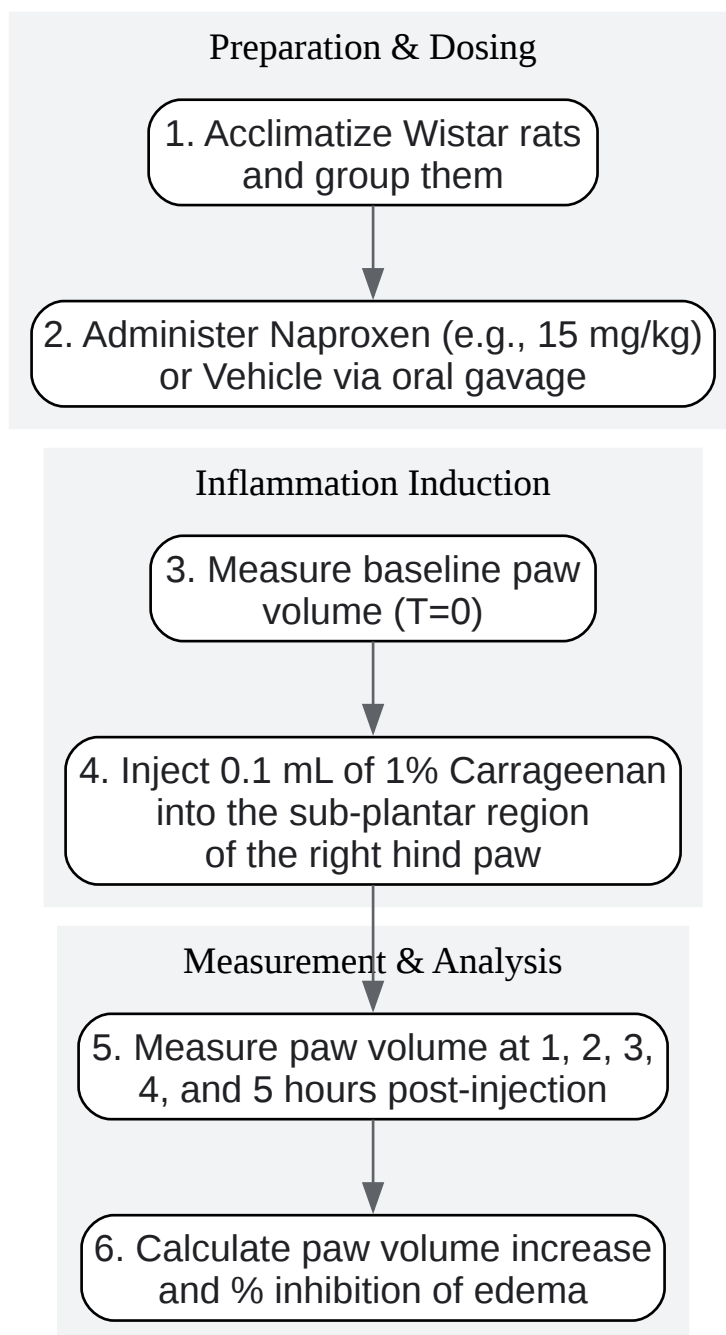 Preparation & Dosing
1. Acclimatize Wistar rats
and group them
2. Administer Naproxen (e.g., 15 mg/kg)
or Vehicle via oral gavage
Inflammation Induction
3. Measure baseline paw
volume (T=0)
4. Inject 0.1 mL of 1% Carrageenan
into the sub-plantar region
of the right hind paw
Measurement & Analysis
5. Measure paw volume at 1, 2, 3,
4, and 5 hours post-injection
6. Calculate paw volume increase
and % inhibition of edema